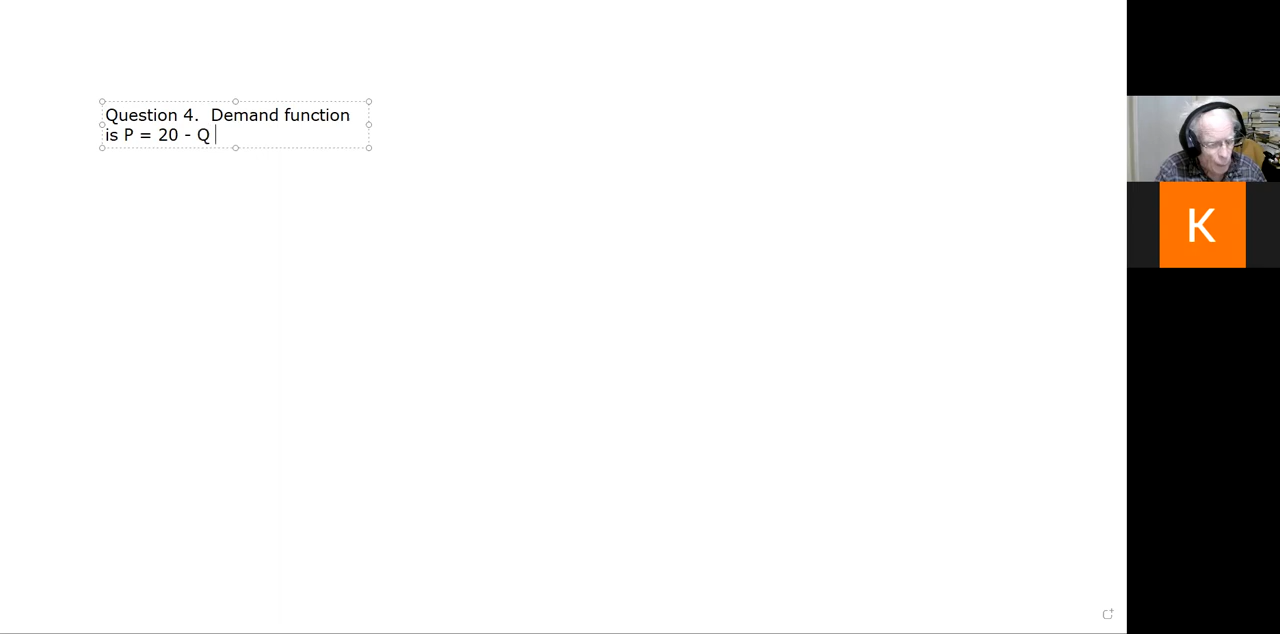 Question 4.  Demand function
is P = 20 - Q
K